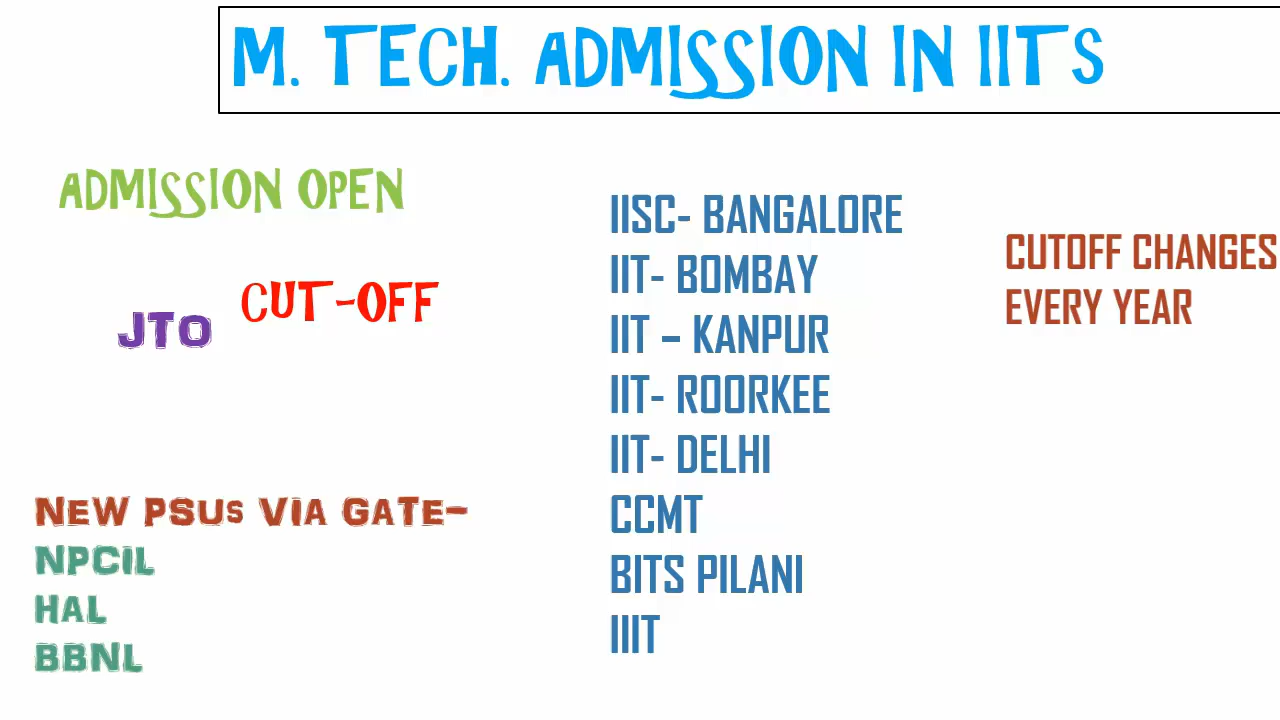 M. TECH. ADMISSION IN IITS
ADMISSION OPEN
CUT-OFF
JTO
NEW PSUS VIA GATE-
NPCIL
HAL
BBNL
IISC- BANGALORE
IIT- BOMBAY
IIT – KANPUR
IIT- ROORKEE
IIT- DELHI
CCMT
BITS PILANI
IIIT
CUTOFF CHANGES
EVERY YEAR